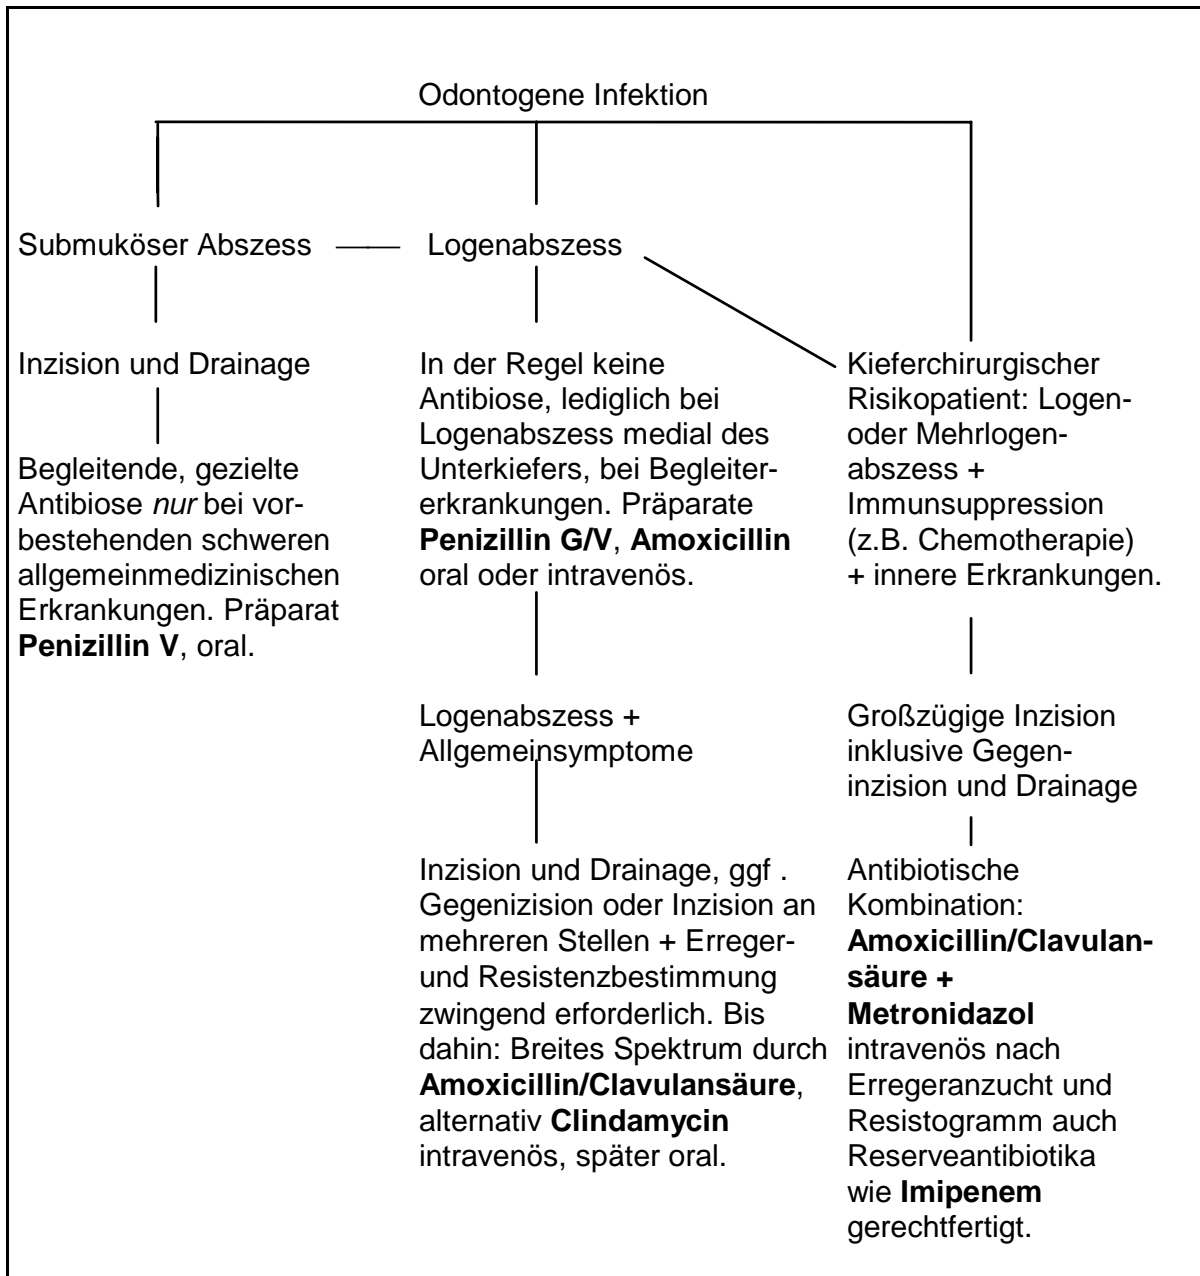 Odontogene Infektion
Submuköser Abszess
Logenabszess
Inzision und Drainage
Begleitende, gezielte
Antibiose nur bei vor-
bestehenden schweren
allgemeinmedizinischen
Erkrankungen. Präparat
Penizillin V, oral.
In der Regel keine
Antibiose, lediglich bei
Logenabszess medial des
Unterkiefers, bei Begleiter-
erkrankungen. Präparate
Penizillin G/V, Amoxicillin
oral oder intravenös.
Logenabszess +
Allgemeinsymptome
Inzision und Drainage, ggf .
Gegenizision oder Inzision an
mehreren Stellen + Erreger-
und Resistenzbestimmung
zwingend erforderlich. Bis
dahin: Breites Spektrum durch
Amoxicillin/Clavulansäure,
alternativ Clindamycin
intravenös, später oral.
Kieferchirurgischer
Risikopatient: Logen-
oder Mehrlogen-
abszess +
Immunsuppression
(z.B. Chemotherapie)
+ innere Erkrankungen.
Großzügige Inzision
inklusive Gegen-
inzision und Drainage
Antibiotische
Kombination:
Amoxicillin/Clavulan-
säure +
Metronidazol
intravenös nach
Erregeranzucht und
Resistogramm auch
Reserveantibiotika
wie Imipenem
gerechtfertigt.